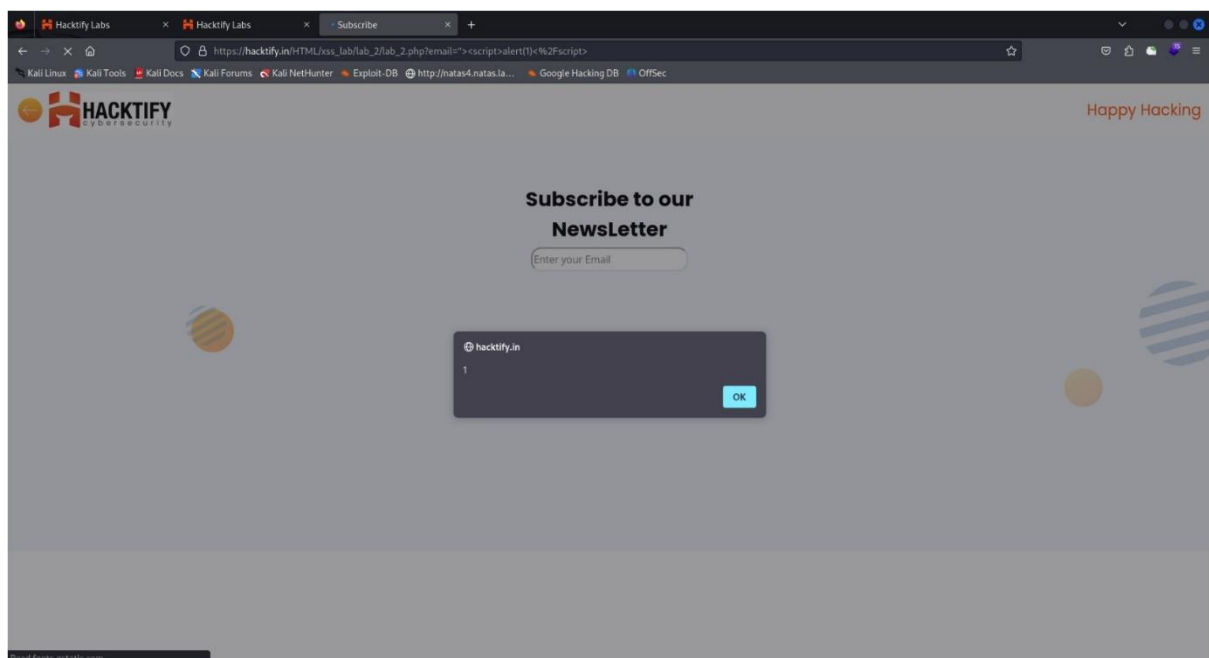 Hacktify Labs × Hacktify Labs × Subscribe × +
https://hacktify.in/HTML/xss_lab/lab_2/lab_2.php?email="><script>alert(1)<%2Fscript>
Kali Linux Kali Tools Kali Docs Kali Forums Kali NetHunter Exploit-DB http://natas4.natas.la... Google Hacking DB OffSec
HACKTIFY
cybersecurity
Happy Hacking
Subscribe to our
NewsLetter
Enter your Email
hacktify.in
1
OK